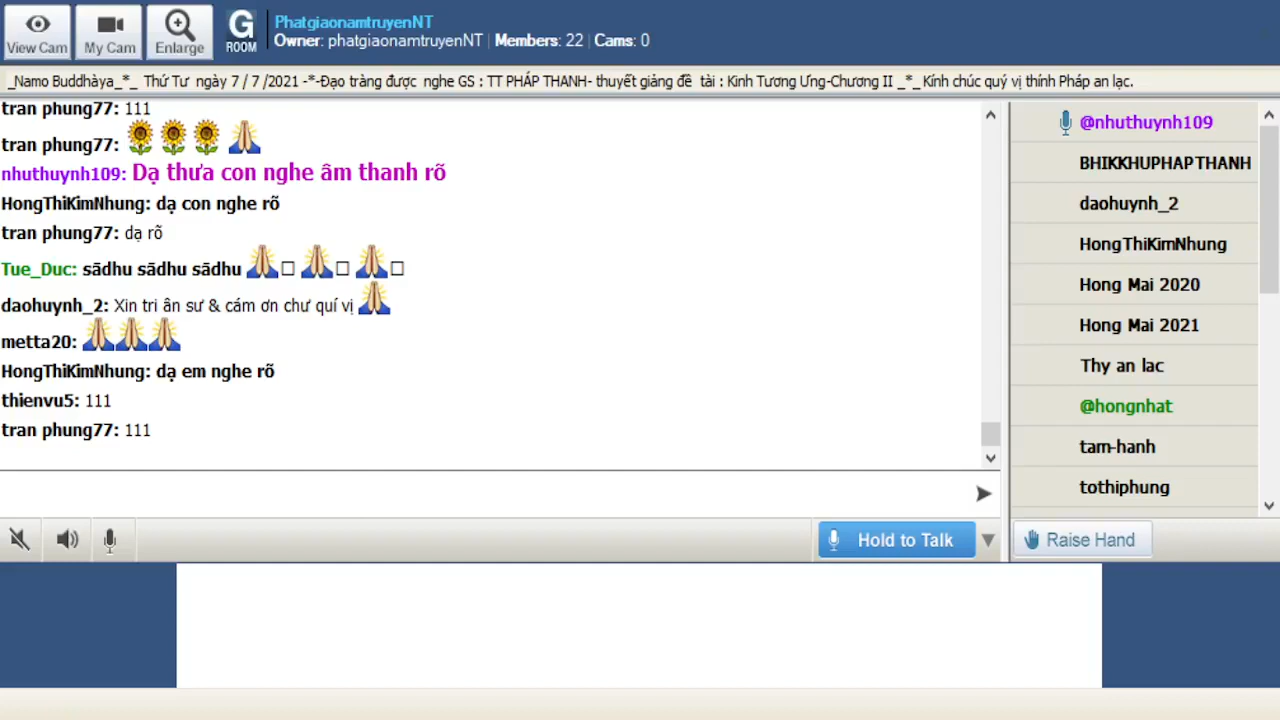 View Cam
My Cam
Enlarge
G
ROOM
PhatgiaonamtruyenNT
Owner: phatgiaonamtruyenNT | Members: 22 | Cams: 0
_Namo Buddhàya_*_ Thứ Tư ngày 7 / 7 /2021 -*-Đạo tràng được nghe GS : TT PHÁP THANH- thuyết giảng đề tài : Kinh Tương Ưng-Chương II _*_ Kính chúc quý vị thính Pháp an lạc.
tran phung77: 111
tran phung77: 🌻 🌻 🌻 🙏
nhuthuynh109: Dạ thưa con nghe âm thanh rõ
HongThiKimNhung: dạ con nghe rõ
tran phung77: dạ rõ
Tue_Duc: sādhu sādhu sādhu 🙏□ 🙏□ 🙏□
daohuynh_2: Xin tri ân sư & cám ơn chư quí vị 🙏
metta20: 🙏🙏🙏
HongThiKimNhung: dạ em nghe rõ
thienvu5: 111
tran phung77: 111
@nhuthuynh109
BHIKKHUPHAPTHANH
daohuynh_2
HongThiKimNhung
Hong Mai 2020
Hong Mai 2021
Thy an lac
@hongnhat
tam-hanh
tothiphung
Hold to Talk
Raise Hand